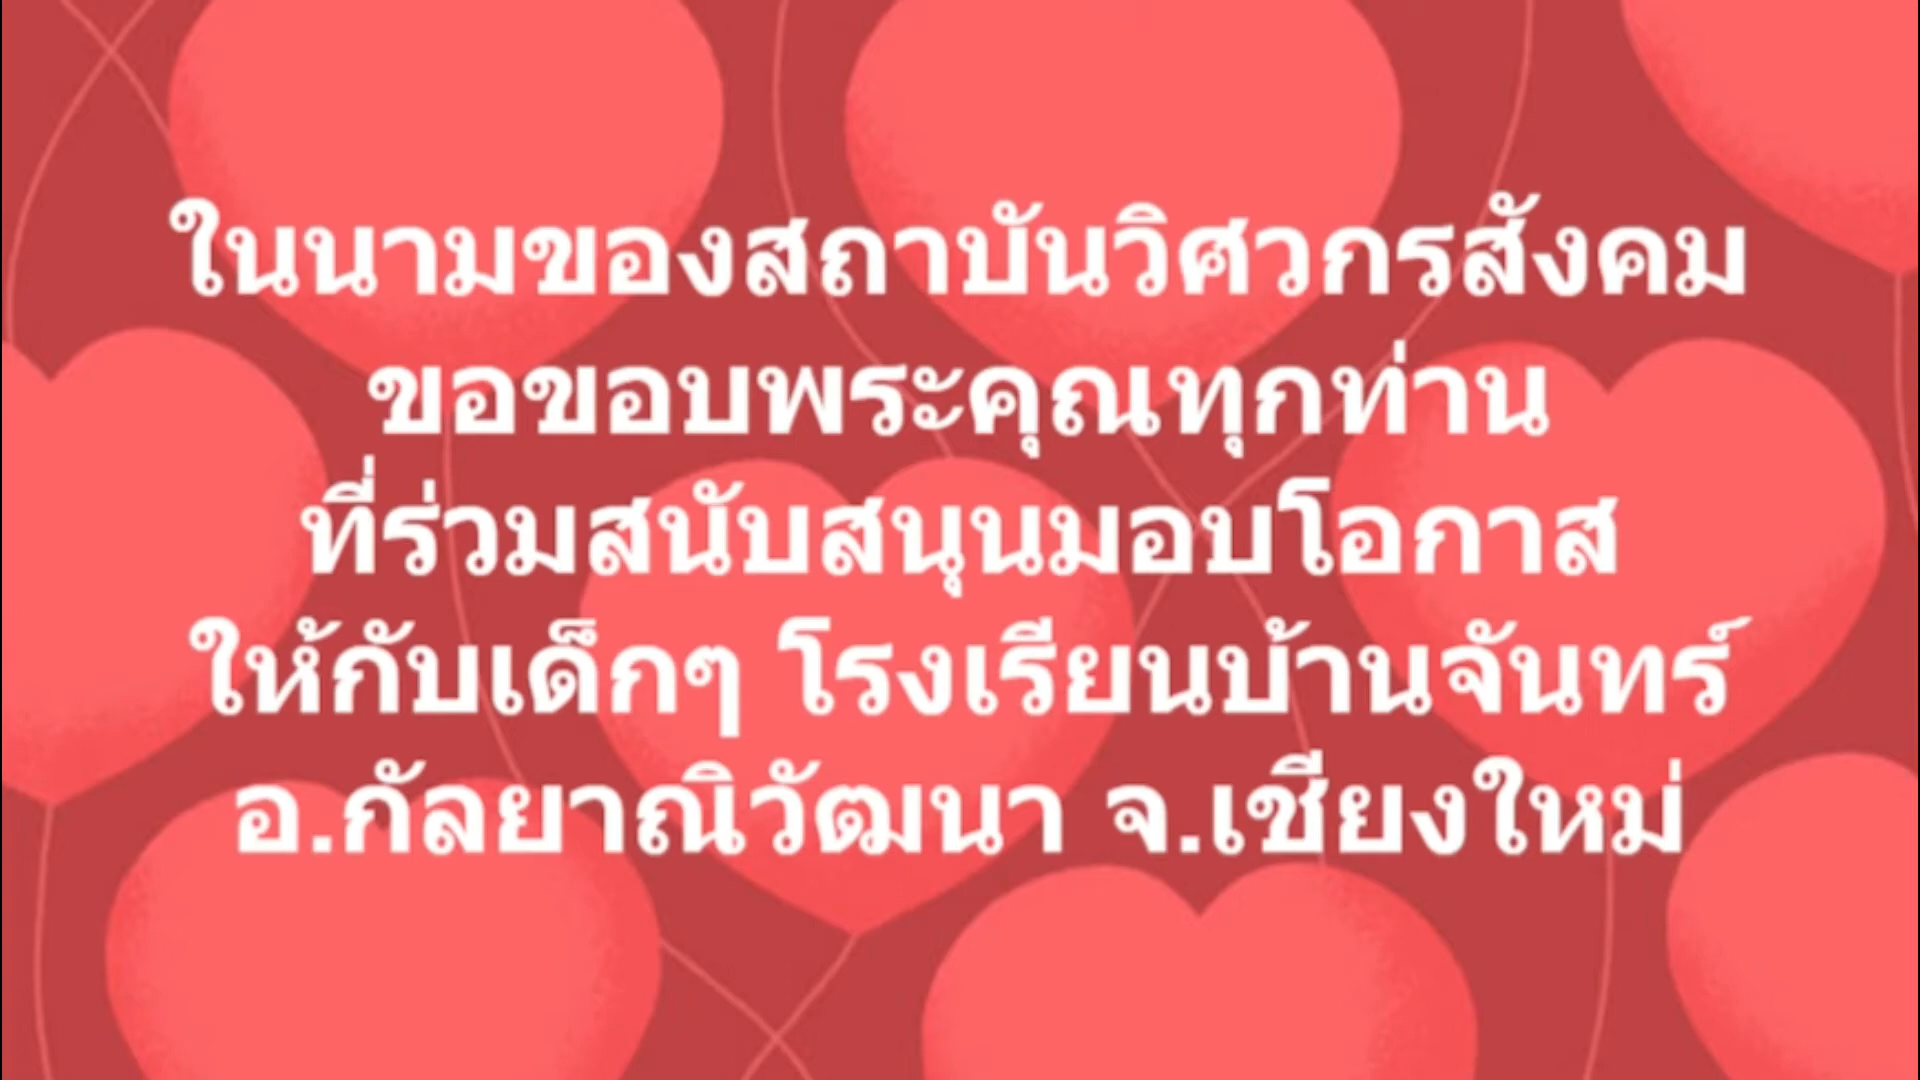 ในนามของสถาบันวิศวกรสังคม
ขอขอบพระคุณทุกท่าน
ที่ร่วมสนับสนุนมอบโอกาส
ให้กับเด็กๆ โรงเรียนบ้านจันทร์
อ.กัลยาณิวัฒนา จ.เชียงใหม่